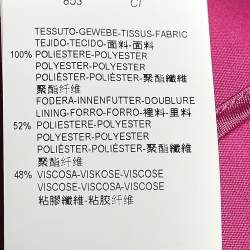 853 CI
TESSUTO-GEWEBE-TISSUS-FABRIC
TEJIDO-TECIDO-面料-面料
100% POLIESTERE-POLYESTER
POLYESTER-POLYESTER
POLIÉSTER-POLIÉSTER-聚酯纖維
聚酯纤维
FODERA-INNENFUTTER-DOUBLURE
LINING-FORRO-FORRO-裡料-里料
52% POLIESTERE-POLYESTER
POLYESTER-POLYESTER
POLIÉSTER-POLIÉSTER-聚酯纖維
聚酯纤维
48% VISCOSA-VISKOSE-VISCOSE
VISCOSE-VISCOSA-VISCOSE
粘膠纖維-粘胶纤维